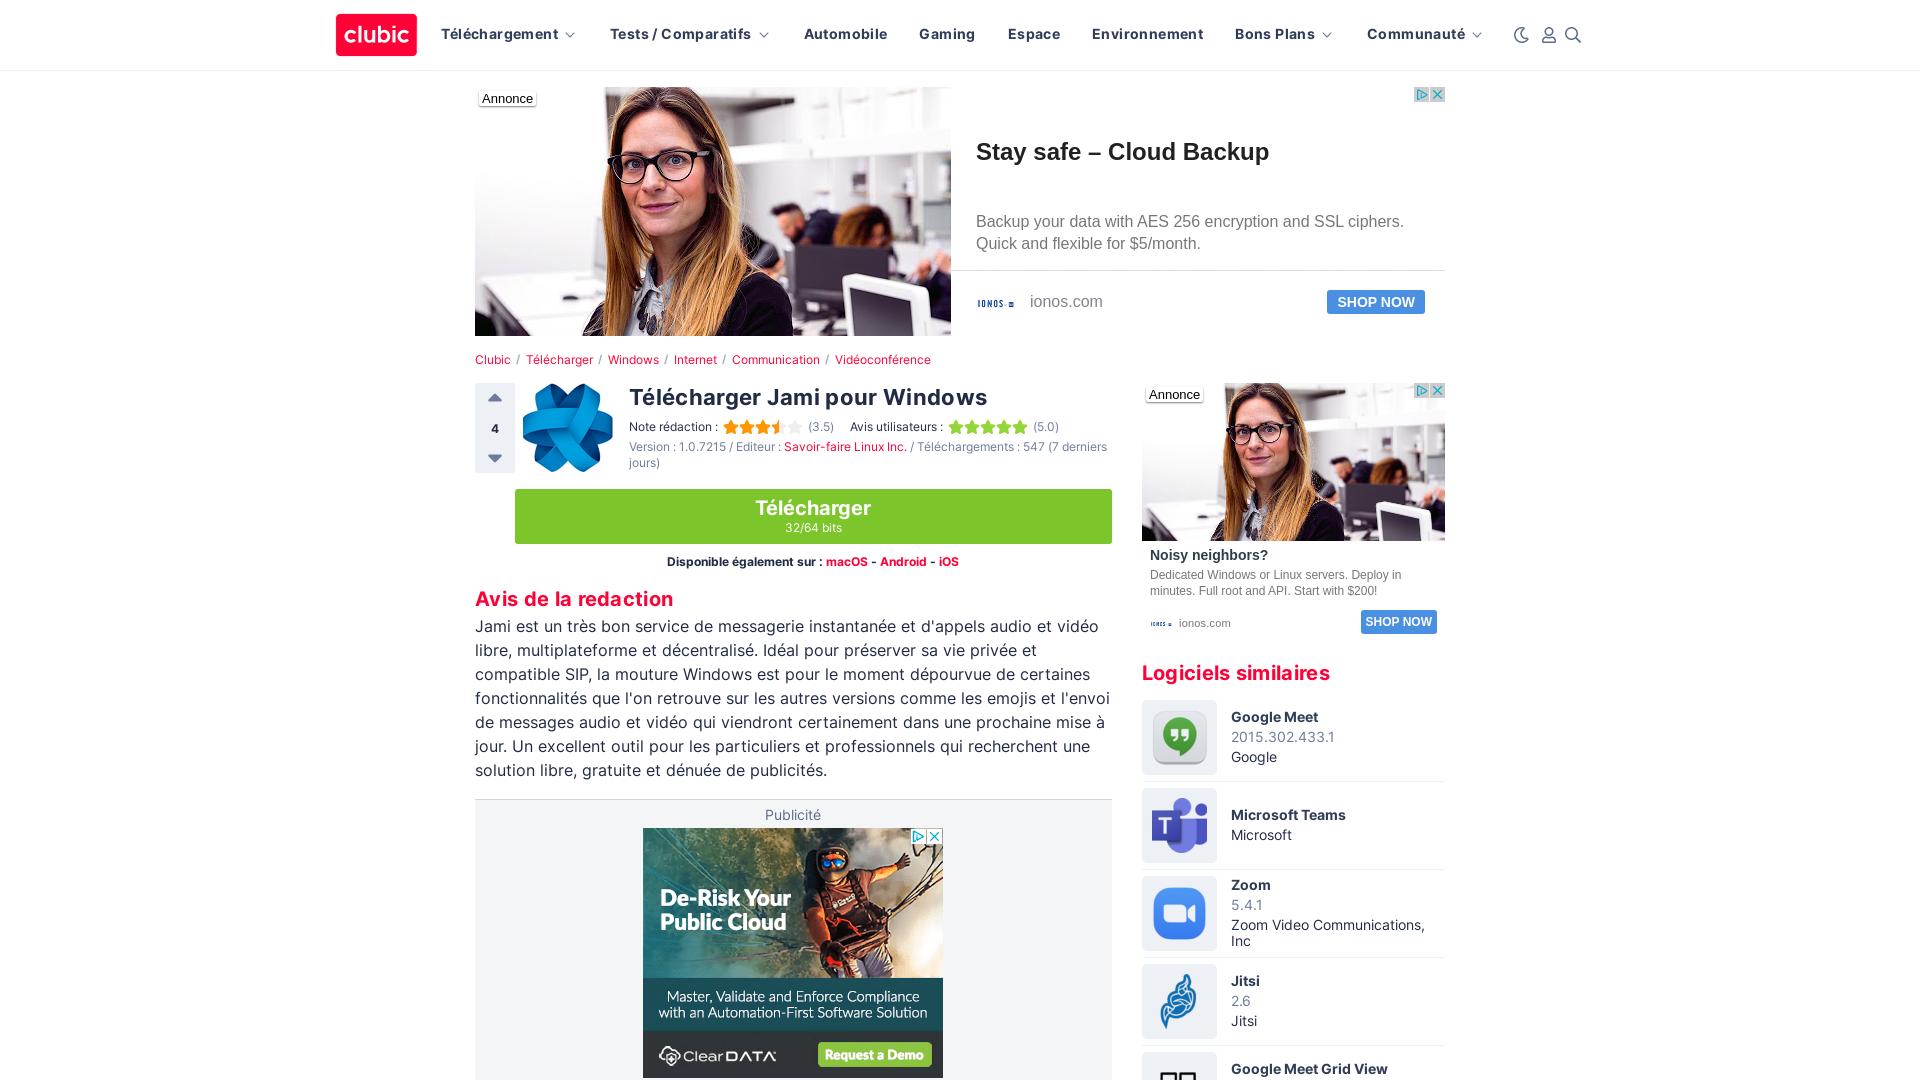 clubic
Téléchargement
Tests / Comparatifs
Automobile
Gaming
Espace
Environnement
Bons Plans
Communauté
Annonce
Stay safe – Cloud Backup
Backup your data with AES 256 encryption and SSL ciphers.
Quick and flexible for $5/month.
IONOS
ionos.com
SHOP NOW
Clubic / Télécharger / Windows / Internet / Communication / Vidéoconférence
4
Télécharger Jami pour Windows
Note rédaction : (3.5) Avis utilisateurs : (5.0)
Version : 1.0.7215 / Editeur : Savoir-faire Linux Inc. / Téléchargements : 547 (7 derniers
jours)
Télécharger
32/64 bits
Disponible également sur : macOS - Android - iOS
Avis de la redaction
Jami est un très bon service de messagerie instantanée et d'appels audio et vidéo
libre, multiplateforme et décentralisé. Idéal pour préserver sa vie privée et
compatible SIP, la mouture Windows est pour le moment dépourvue de certaines
fonctionnalités que l'on retrouve sur les autres versions comme les emojis et l'envoi
de messages audio et vidéo qui viendront certainement dans une prochaine mise à
jour. Un excellent outil pour les particuliers et professionnels qui recherchent une
solution libre, gratuite et dénuée de publicités.
Publicité
De-Risk Your
Public Cloud
Master, Validate and Enforce Compliance
with an Automation-First Software Solution
ClearDATA
Request a Demo
Annonce
Noisy neighbors?
Dedicated Windows or Linux servers. Deploy in
minutes. Full root and API. Start with $200!
IONOS
ionos.com
SHOP NOW
Logiciels similaires
Google Meet
2015.302.433.1
Google
T
Microsoft Teams
Microsoft
Zoom
5.4.1
Zoom Video Communications,
Inc
Jitsi
2.6
Jitsi
Google Meet Grid View